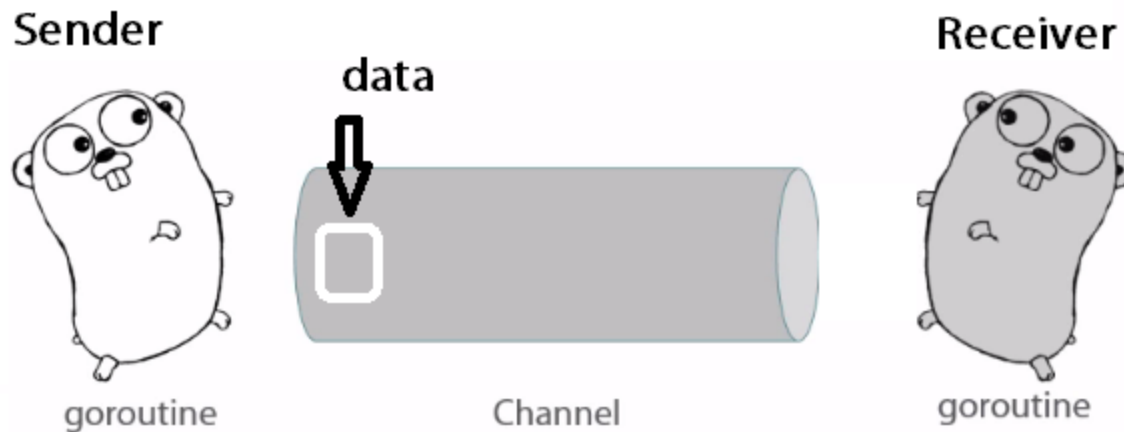 Sender
Receiver
data
goroutine
Channel
goroutine